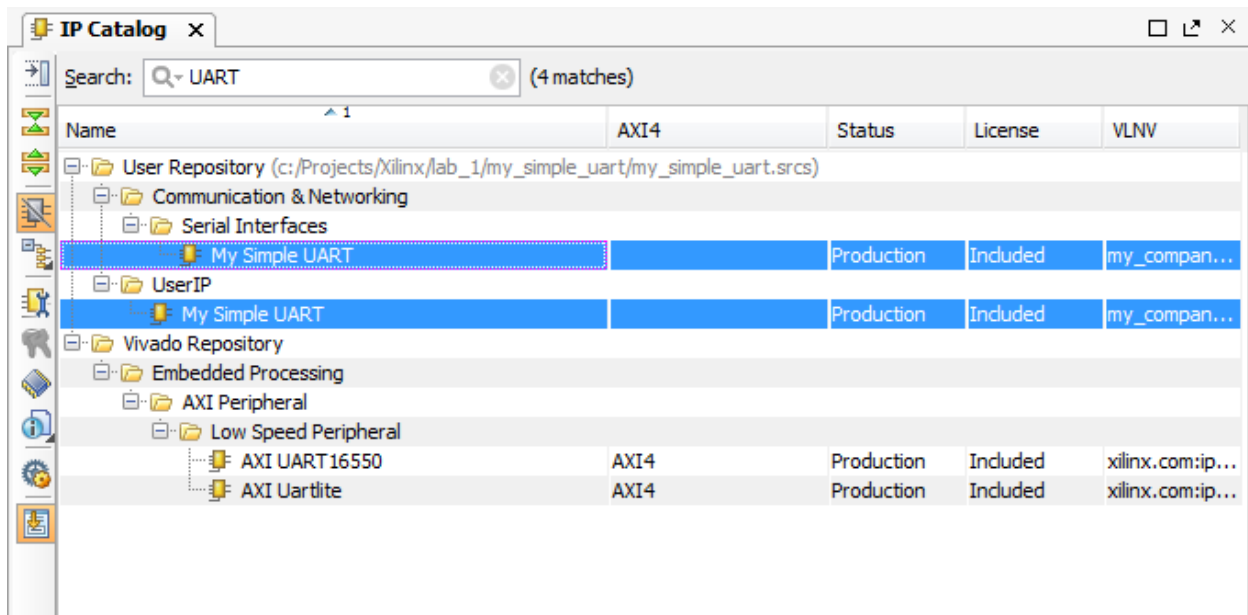 IP Catalog
Search: UART (4 matches)
1
Name AXI4 Status License VLNV
User Repository (c:/Projects/Xilinx/lab_1/my_simple_uart/my_simple_uart.srcs)
Communication & Networking
Serial Interfaces
My Simple UART Production Included my_compan...
UserIP
My Simple UART Production Included my_compan...
Vivado Repository
Embedded Processing
AXI Peripheral
Low Speed Peripheral
AXI UART16550 AXI4 Production Included xilinx.com:ip...
AXI Uartlite AXI4 Production Included xilinx.com:ip...